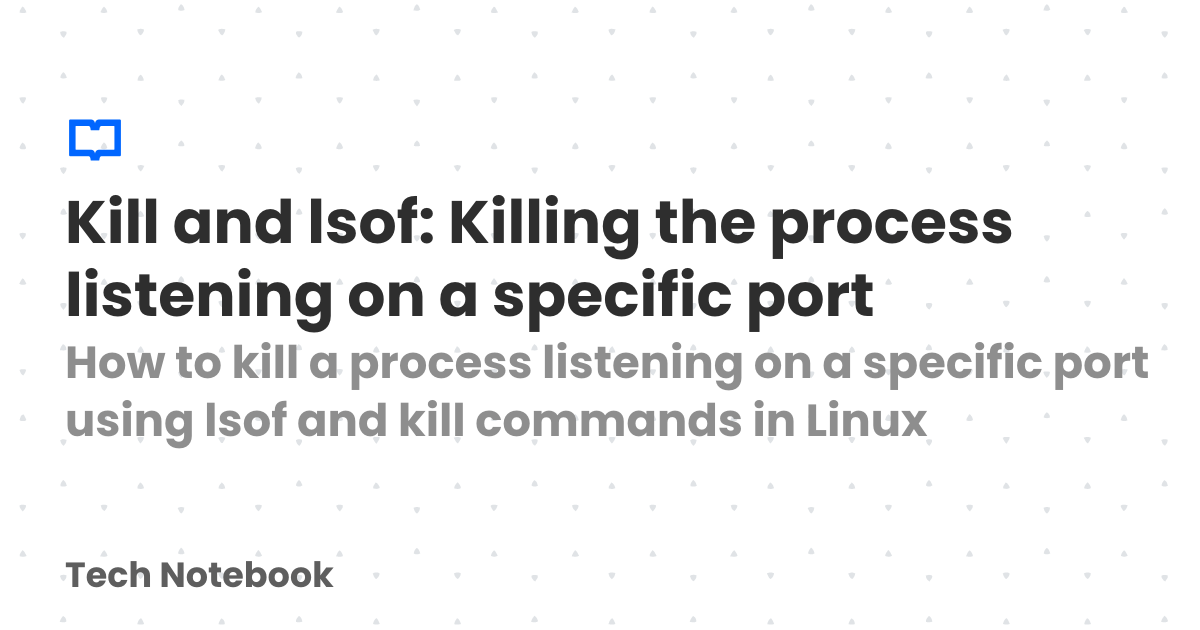 Kill and lsof: Killing the process
listening on a specific port
How to kill a process listening on a specific port
using lsof and kill commands in Linux
Tech Notebook